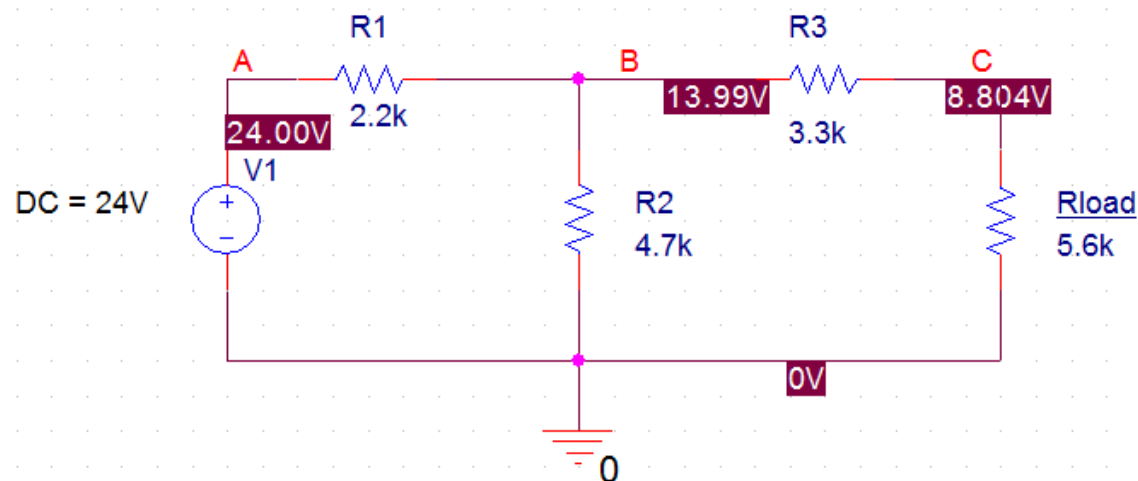 R1
R3
A
B
C
2.2k
13.99V
3.3k
8.804V
24.00V
V1
DC = 24V
+
−
R2
4.7k
Rload
5.6k
0V
0